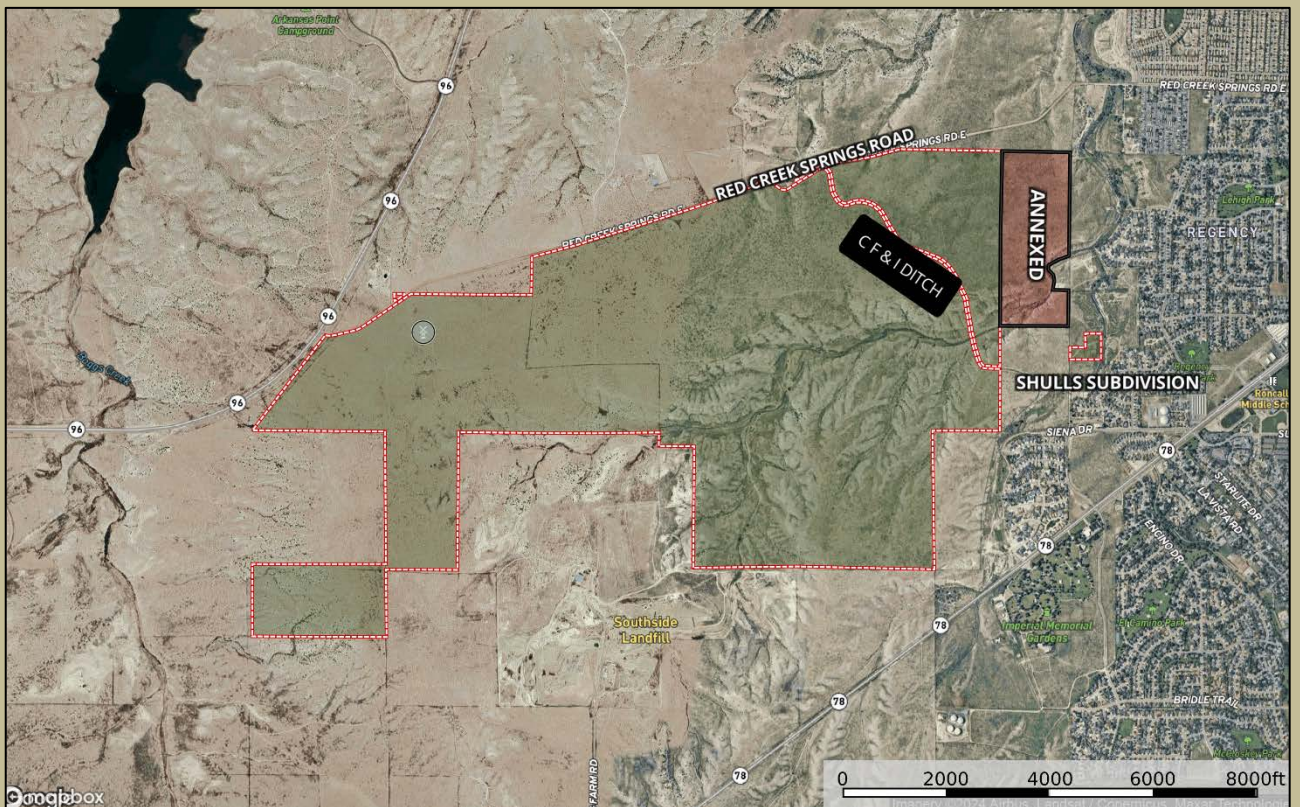 Arkansas Point
Campground
96
96
96
96
96
RED CREEK SPRINGS RD E
RED CREEK SPRINGS ROAD
SPRINGS RD E
RED CREEK SPRINGS RD E
ANNEXED
Lehigh Park
REGENCY
C F & I DITCH
SHULLS SUBDIVISION
Roncall
Middle Sch
SIENA DR
78
STARLITE DR
LA VISTA RD
ENCINO DR
78
Southside
Landfill
78
Imperial Memorial
Gardens
El Camino Park
78
BRIDLE TRAIL
78
FARM RD
0 2000 4000 6000 8000ft
mapbox